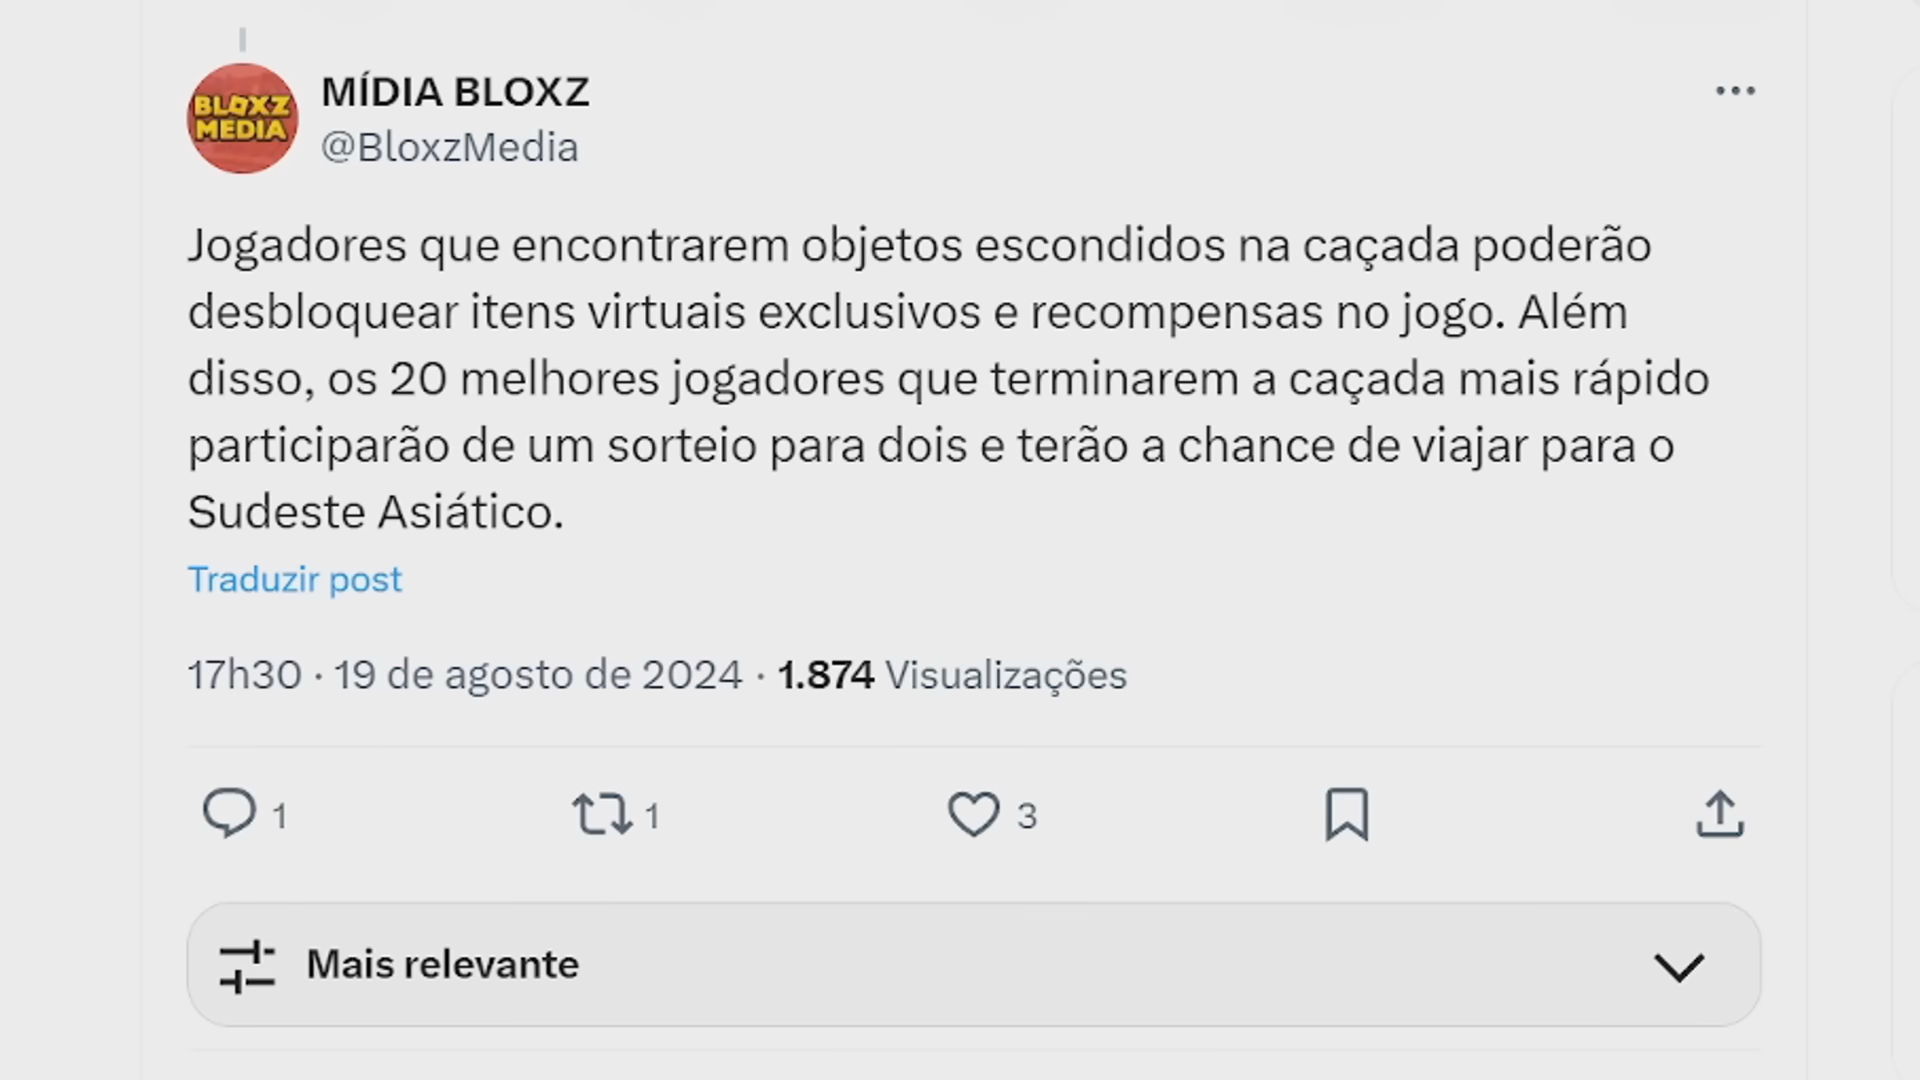 BLOXZ
MEDIA
MÍDIA BLOXZ
@BloxzMedia
Jogadores que encontrarem objetos escondidos na caçada poderão
desbloquear itens virtuais exclusivos e recompensas no jogo. Além
disso, os 20 melhores jogadores que terminarem a caçada mais rápido
participarão de um sorteio para dois e terão a chance de viajar para o
Sudeste Asiático.
Traduzir post
17h30 · 19 de agosto de 2024 · 1.874 Visualizações
1 1 3
Mais relevante